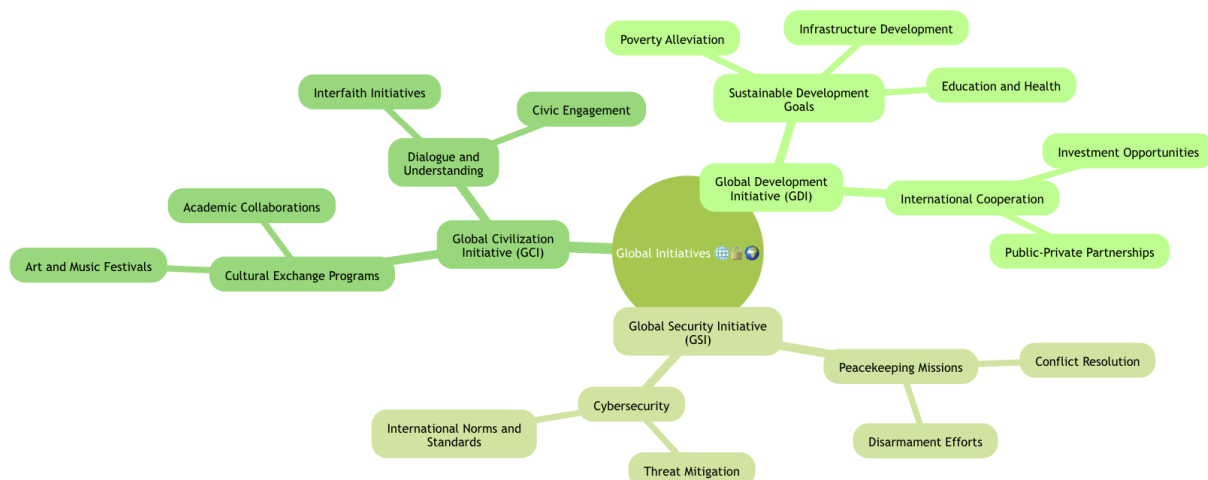 Global Initiatives 🌐🔒🌍
Global Development
Initiative (GDI)
Sustainable Development
Goals
Poverty Alleviation
Infrastructure Development
Education and Health
International Cooperation
Investment Opportunities
Public-Private Partnerships
Global Security Initiative
(GSI)
Peacekeeping Missions
Conflict Resolution
Disarmament Efforts
Cybersecurity
International Norms and
Standards
Threat Mitigation
Global Civilization
Initiative (GCI)
Dialogue and
Understanding
Interfaith Initiatives
Civic Engagement
Cultural Exchange Programs
Academic Collaborations
Art and Music Festivals